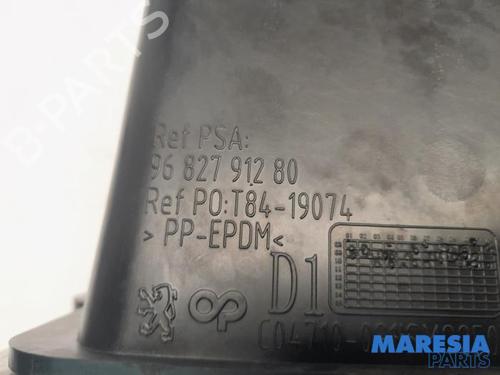 Ref PSA:
96 827 912 80
Ref PO:T84-19074
> PP-EPDM<
D1
B-PARTS
MARESIA
PARTS